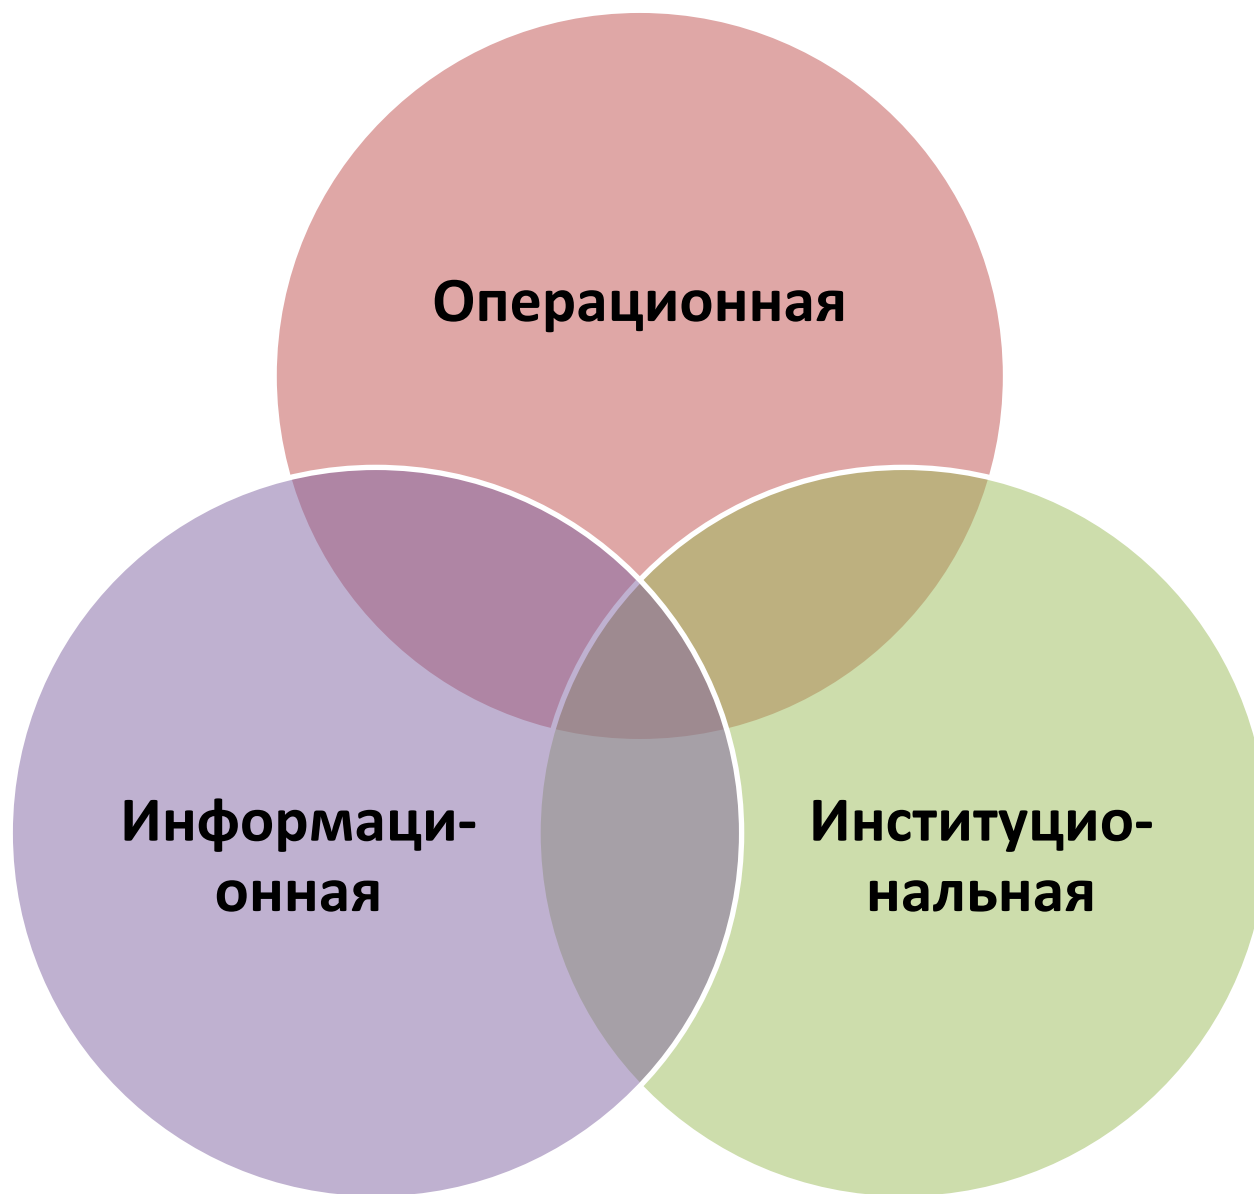 Операционная
Информаци-
онная
Институцио-
нальная